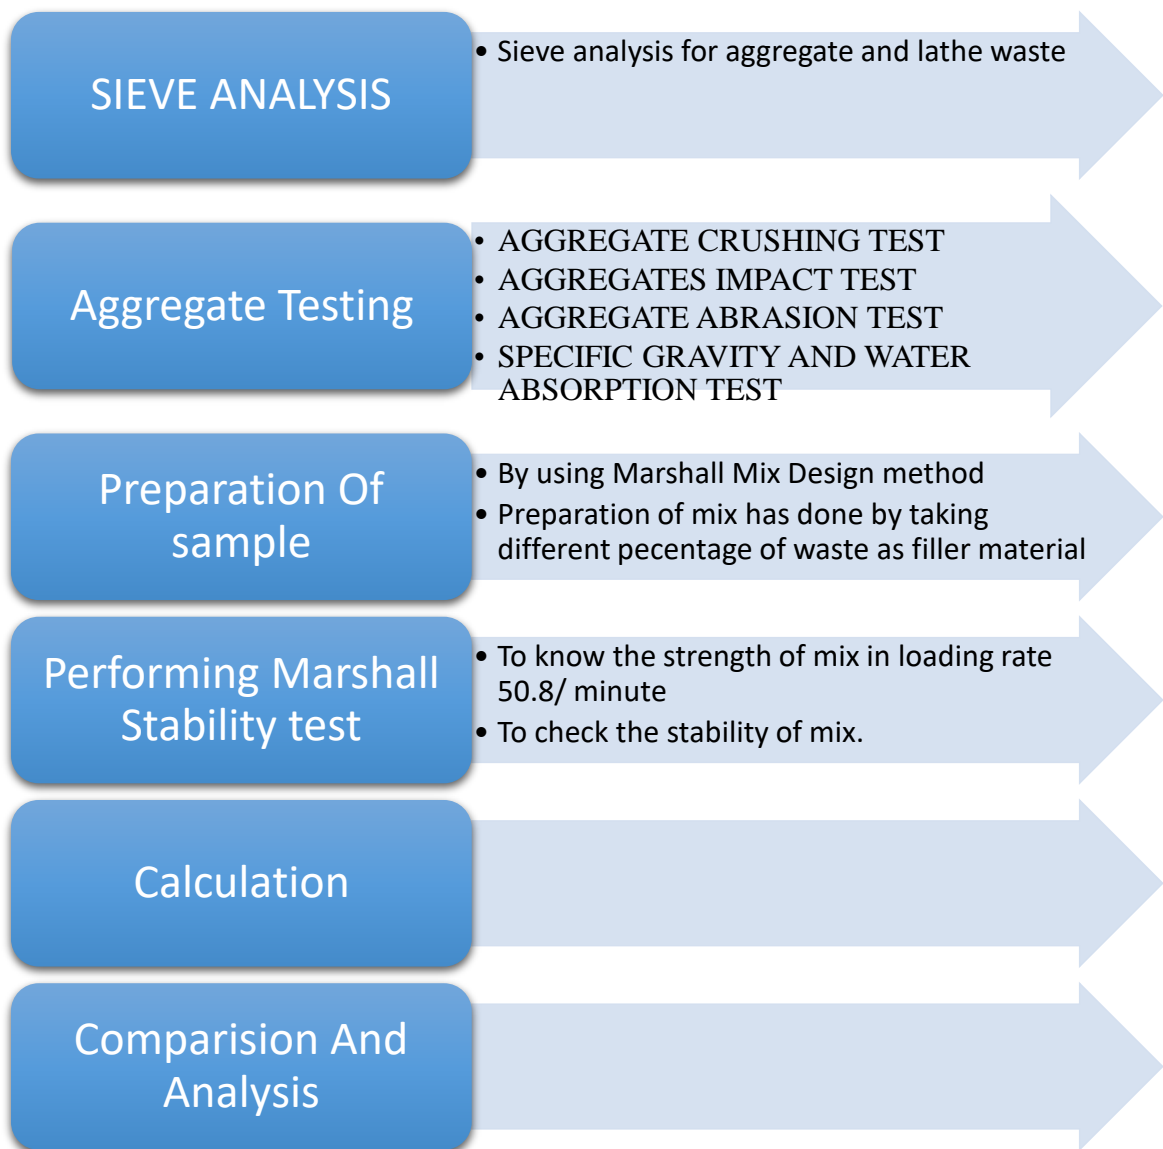 SIEVE ANALYSIS
• Sieve analysis for aggregate and lathe waste
Aggregate Testing
• AGGREGATE CRUSHING TEST
• AGGREGATES IMPACT TEST
• AGGREGATE ABRASION TEST
• SPECIFIC GRAVITY AND WATER
ABSORPTION TEST
Preparation Of
sample
• By using Marshall Mix Design method
• Preparation of mix has done by taking
different pecentage of waste as filler material
Performing Marshall
Stability test
• To know the strength of mix in loading rate
50.8/ minute
• To check the stability of mix.
Calculation
Comparision And
Analysis